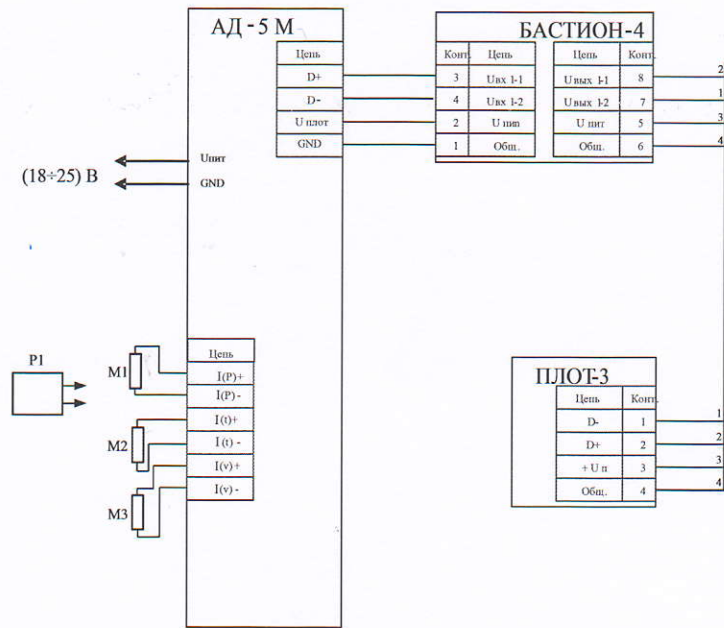 АД - 5 М
Цепь
D+
D-
U плот
GND
Uпит
GND
(18÷25) В
БАСТИОН-4
Конт. Цепь
3 Uвх 1-1
4 Uвх 1-2
2 U пит
1 Общ.
Цепь Конт.
U вых 1-1 8
U вых 1-2 7
U пит 5
Общ. 6
2
1
3
4
P1
M1
M2
M3
Цепь
I(P)+
I(P) -
I(t)+
I(t) -
I(v)+
I(v) -
ПЛОТ-3
Цепь Конт.
D- 1
D+ 2
+ U п 3
Общ. 4
1
2
3
4